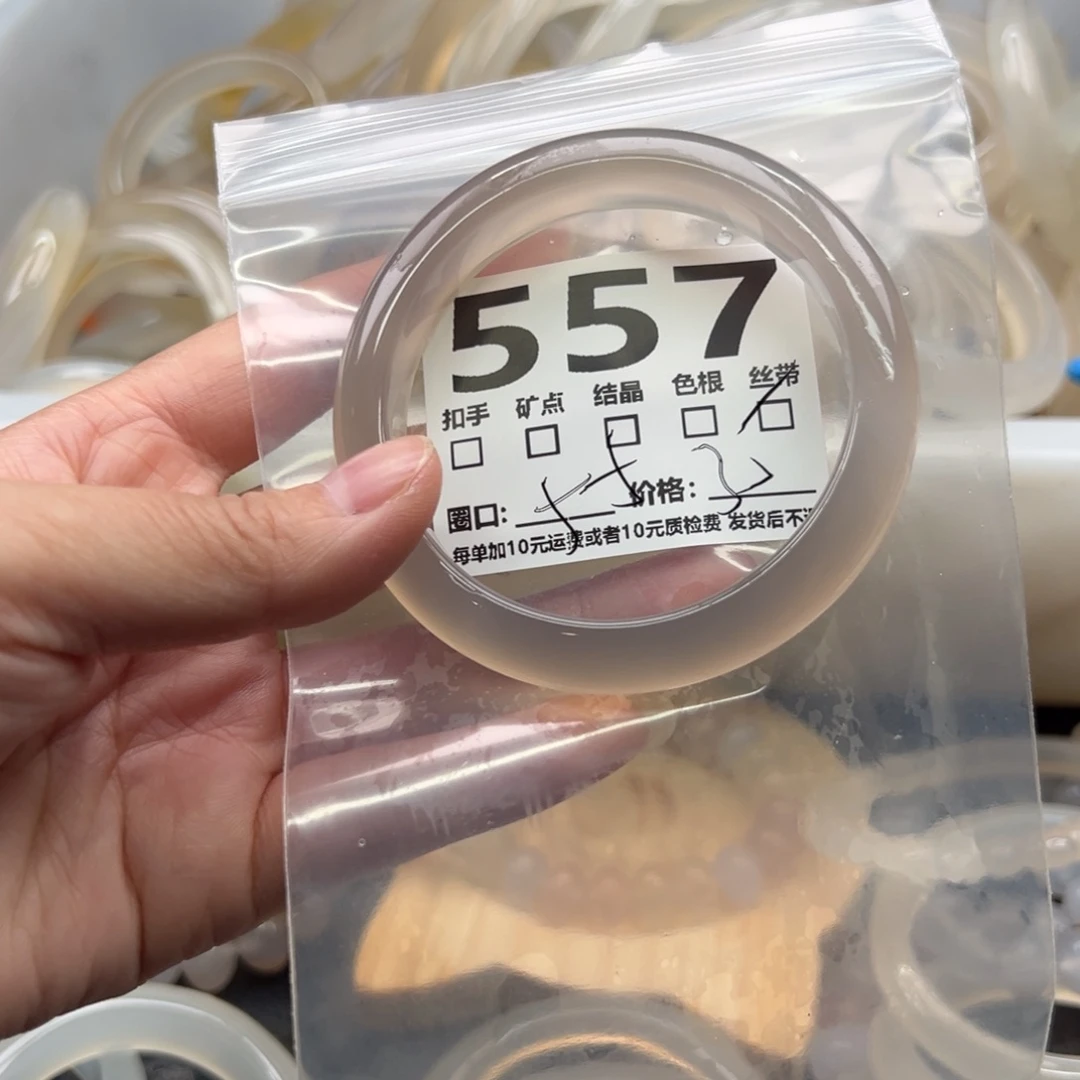 557
扣手 矿点 结晶 色根 丝带
圈口: 价格:
每单加10元运费或者10元质检费 发货后不